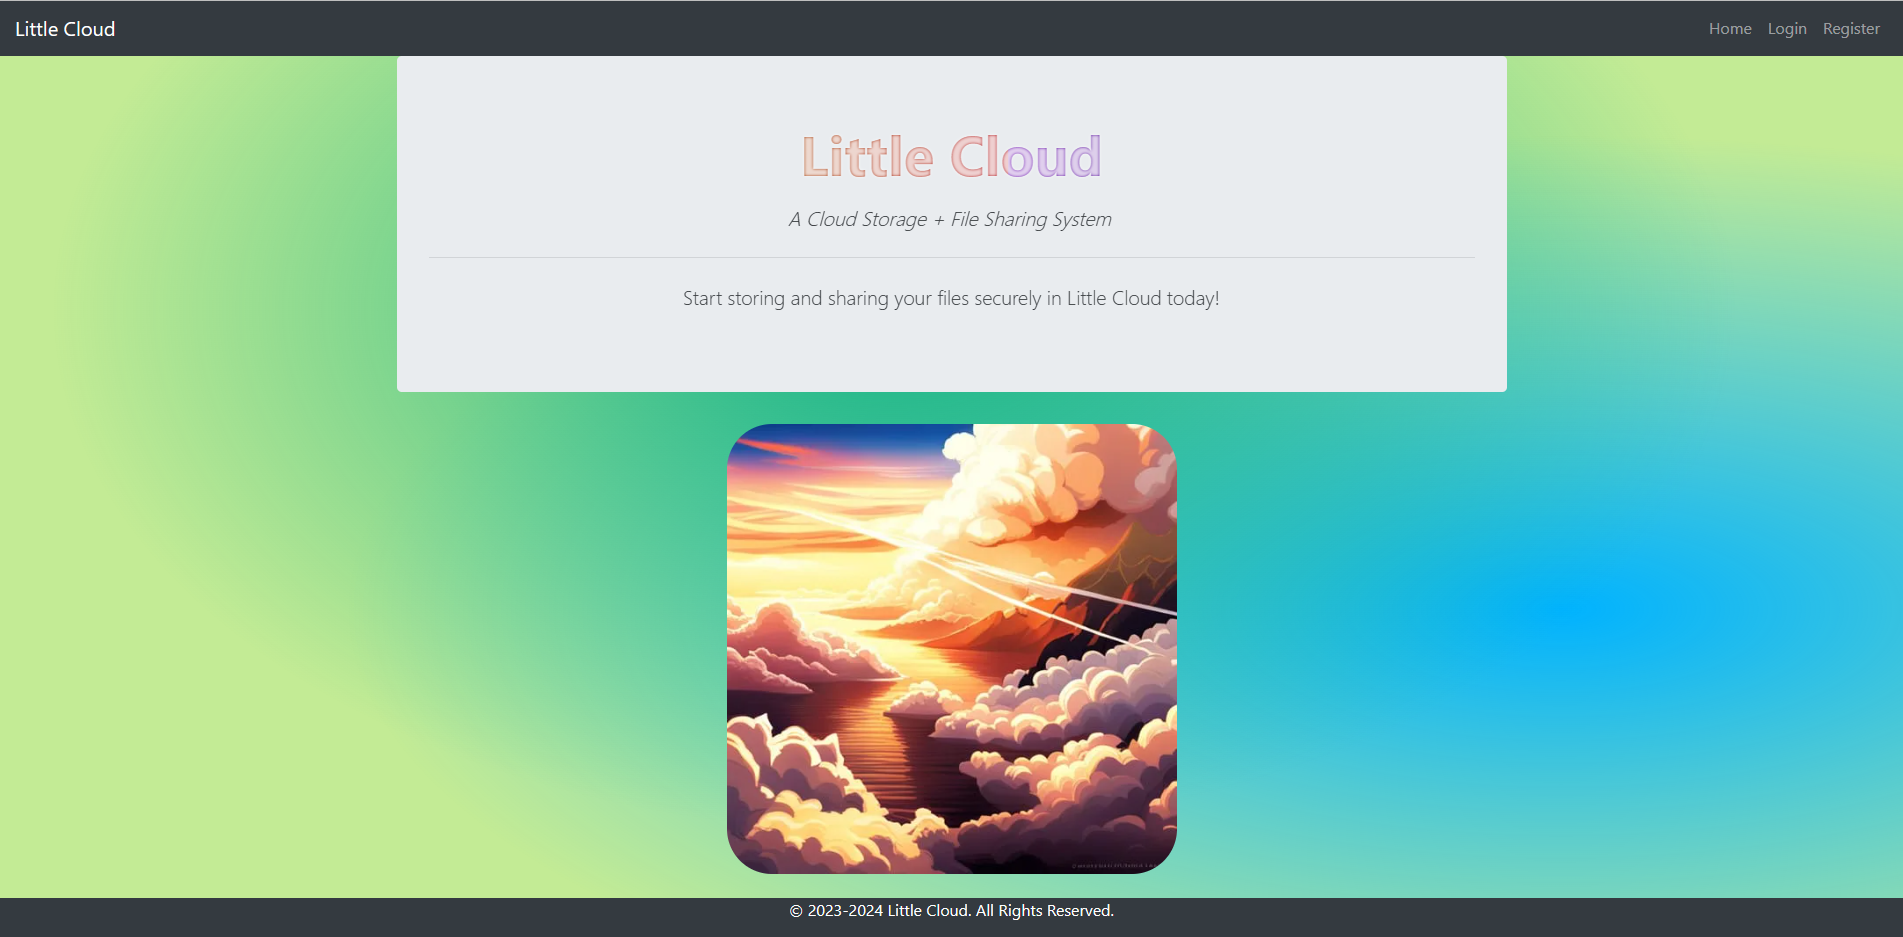 Little Cloud
Home Login Register
Little Cloud
A Cloud Storage + File Sharing System
Start storing and sharing your files securely in Little Cloud today!
© 2023-2024 Little Cloud. All Rights Reserved.